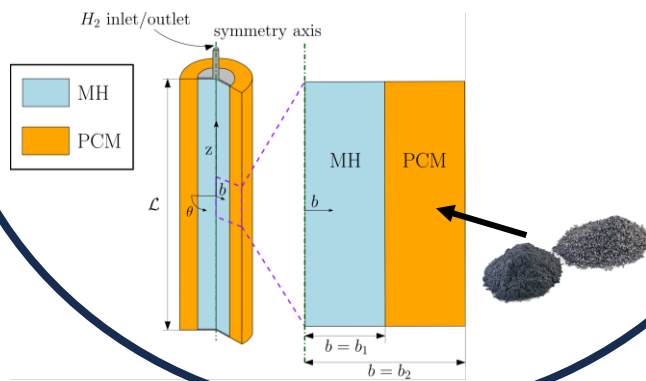 H₂ inlet/outlet
symmetry axis
MH
PCM
z
b
θ
ℒ
MH
PCM
b
b = b₁
b = b₂